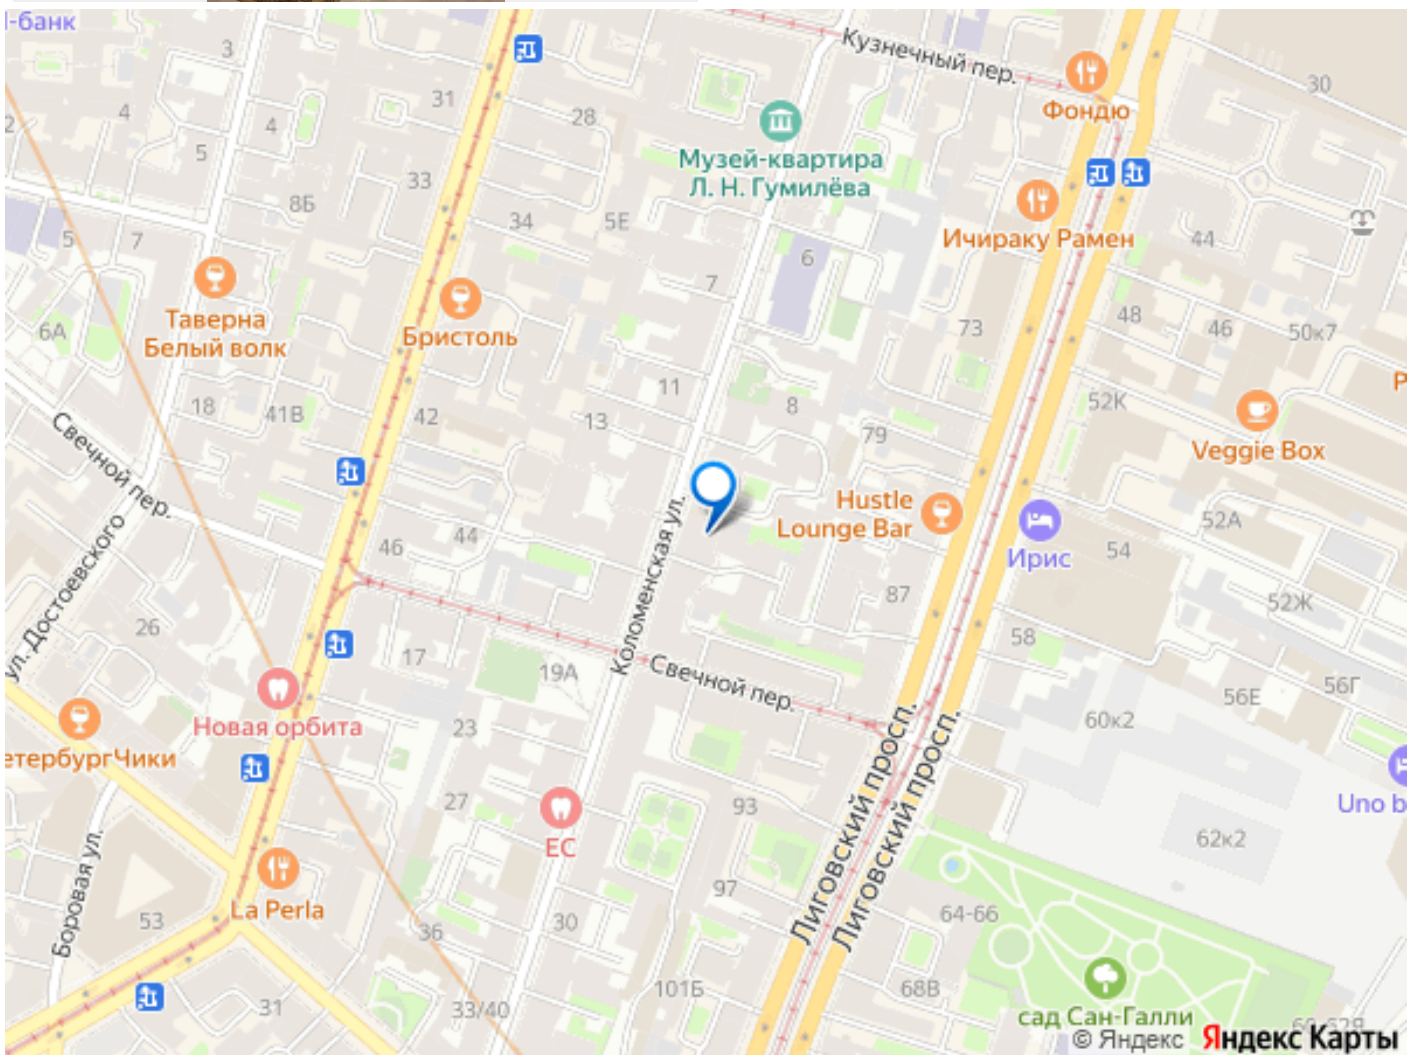 -банк
Кузнечный пер.
3
30
Фондю
31
4
4
28
2
Музей-квартира
Л. Н. Гумилёва
5
33
8Б
34
5Е
Ичираку Рамен
44
5
7
6
7
Таверна
Белый волк
Бристоль
6А
73
48
46
50к7
11
18
41В
42
13
8
79
52К
Р
Veggie Box
Свечной пер.
Hustle
Lounge Bar
52А
Коломенская ул.
46
44
Ирис
54
ул. Достоевского
87
52Ж
26
17
19А
Свечной пер.
58
56Е
56Г
Новая орбита
23
60к2
етербургЧики
Лиговский просп.
Лиговский просп.
27
93
Uno b
ЕС
62к2
Боровая ул.
97
La Perla
53
36
30
64-66
101Б
68В
31
33/40
сад Сан-Галли
© Яндекс Яндекс Карты